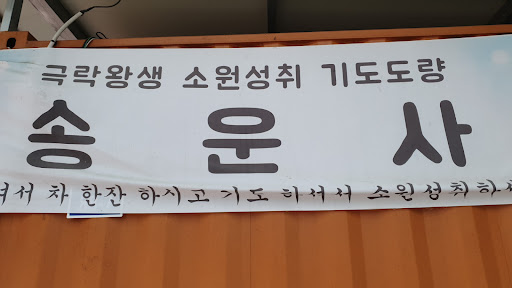 극락왕생 소원성취 기도도량
송운사
차 한잔 하시고 기도 하셔서 소원성취